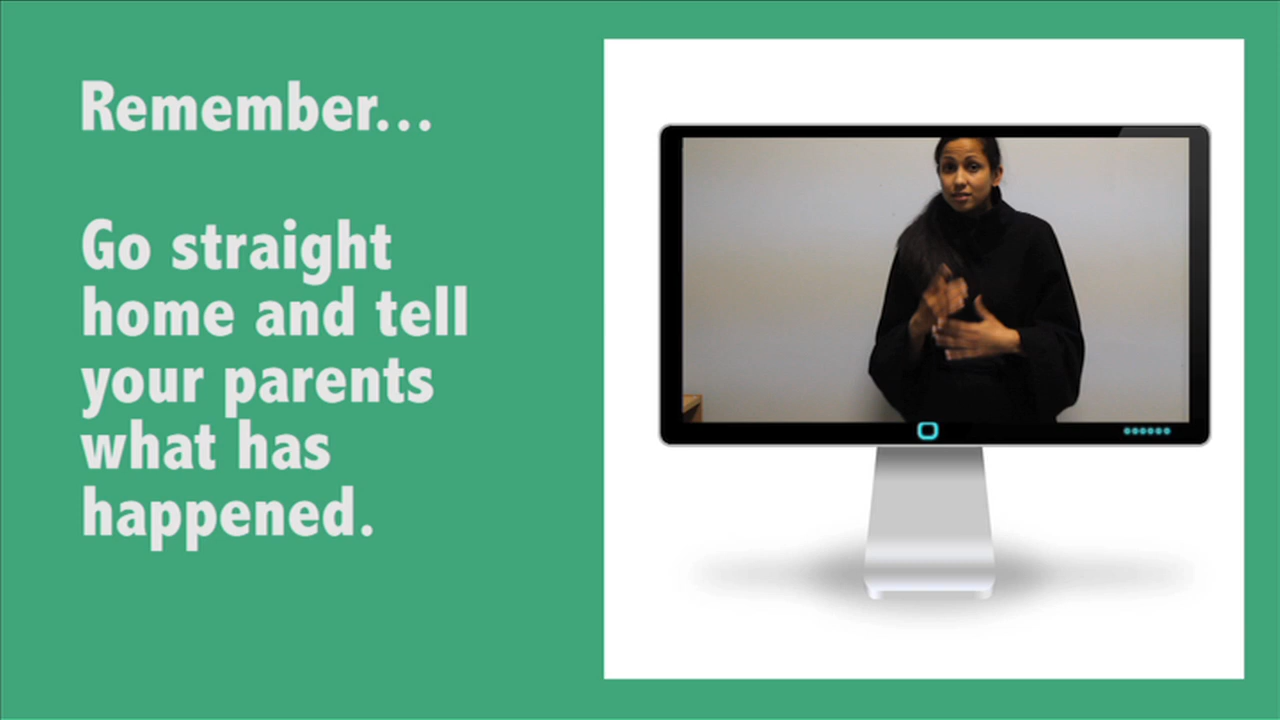 Remember...
Go straight
home and tell
your parents
what has
happened.